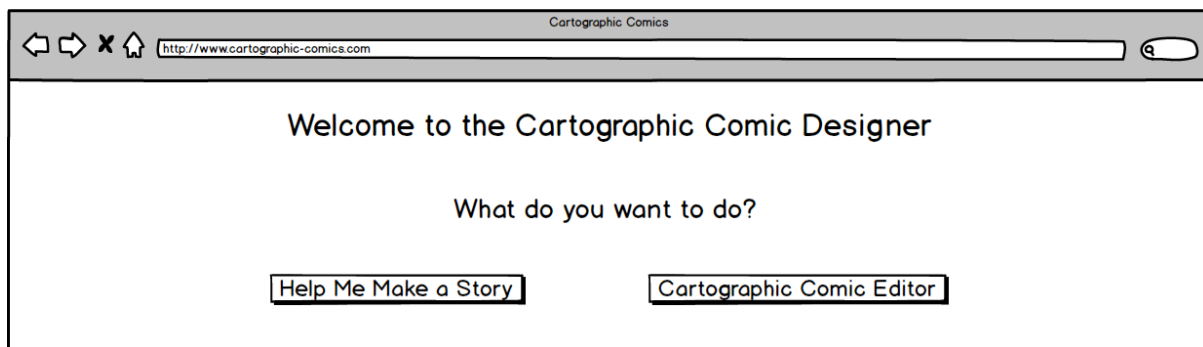 Cartographic Comics
http://www.cartographic-comics.com
Welcome to the Cartographic Comic Designer
What do you want to do?
Help Me Make a Story
Cartographic Comic Editor